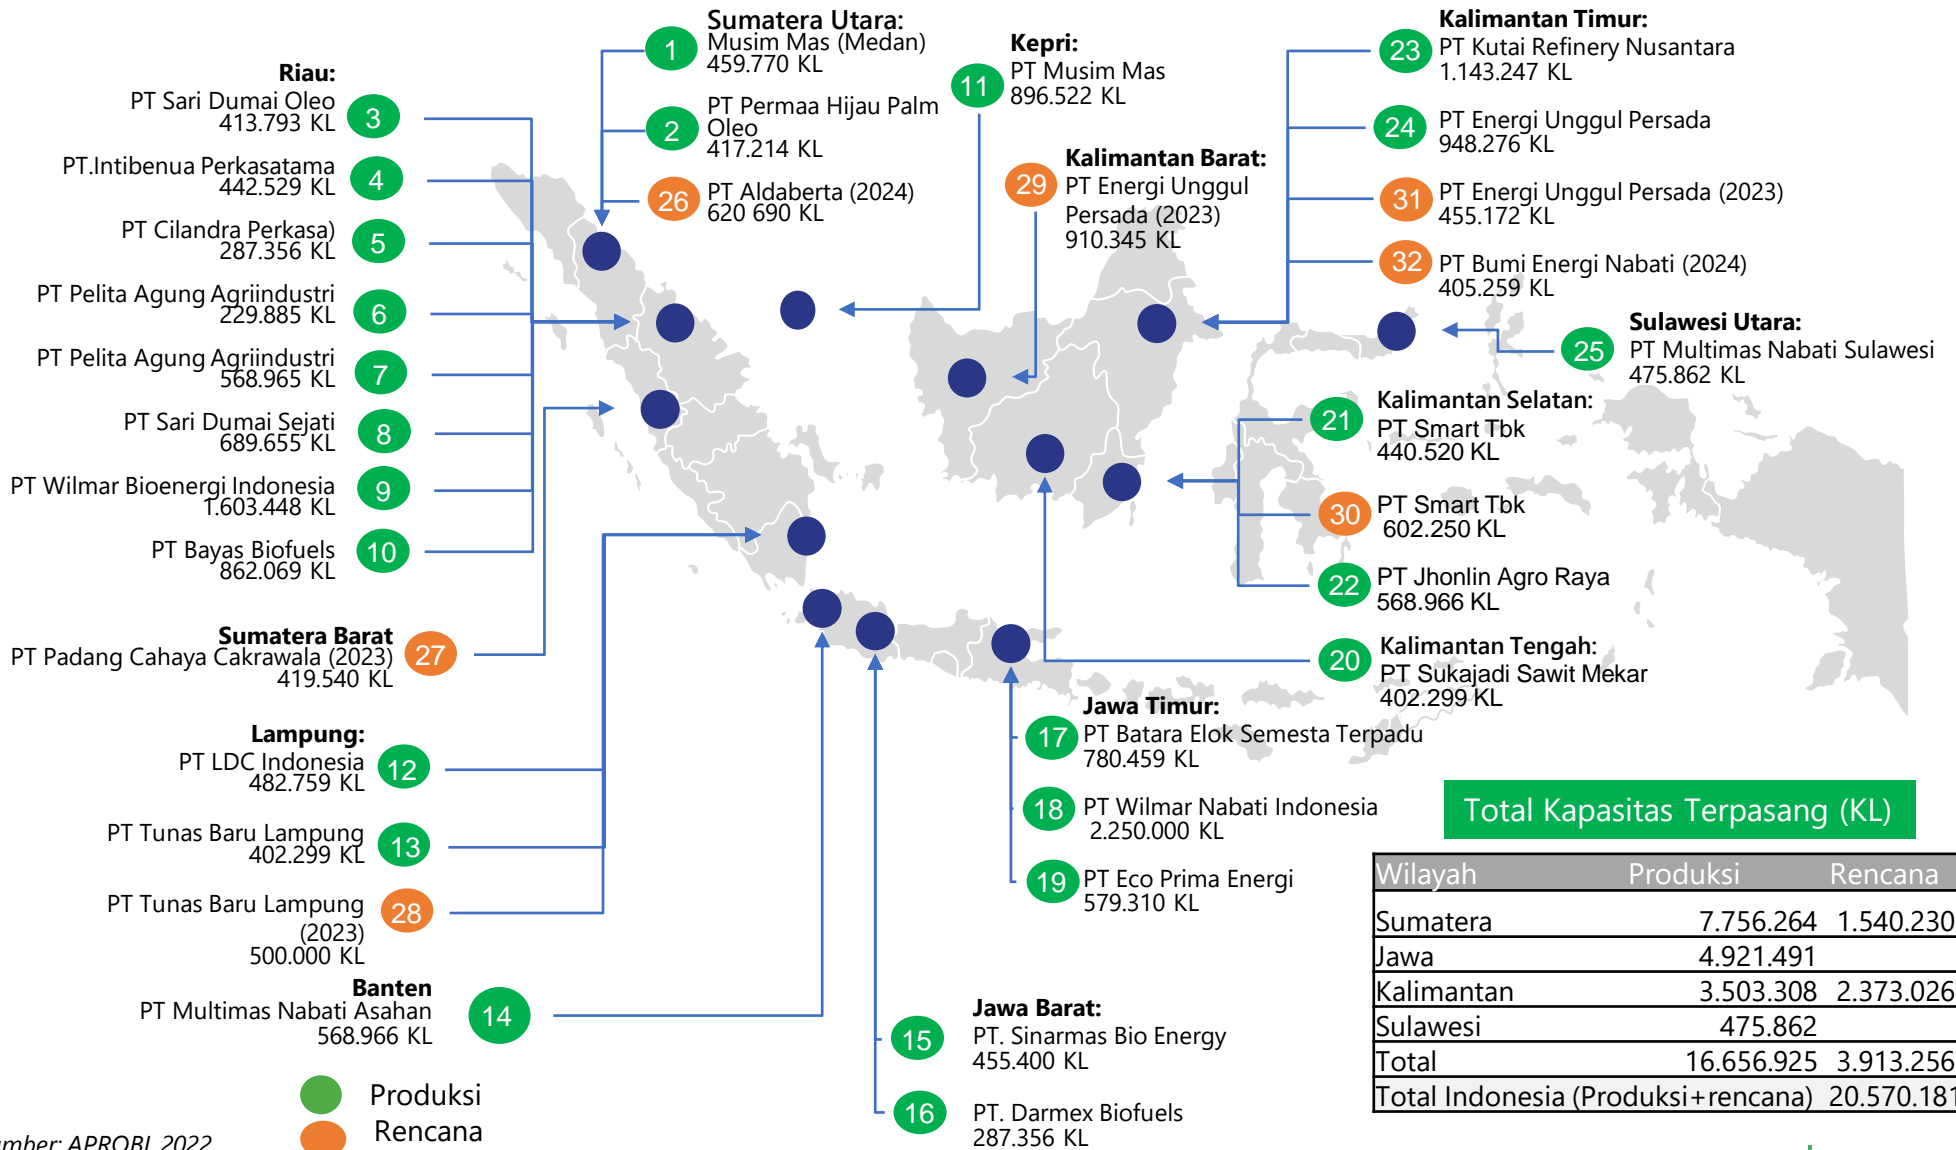 Sumatera Utara:
1
Musim Mas (Medan)
459.770 KL
2
PT Permaa Hijau Palm
Oleo
417.214 KL
26
PT Aldaberta (2024)
620 690 KL
Riau:
PT Sari Dumai Oleo
413.793 KL
3
PT.Intibenua Perkasatama
442.529 KL
4
PT Cilandra Perkasa)
287.356 KL
5
PT Pelita Agung Agriindustri
229.885 KL
6
PT Pelita Agung Agriindustri
568.965 KL
7
PT Sari Dumai Sejati
689.655 KL
8
PT Wilmar Bioenergi Indonesia
1.603.448 KL
9
PT Bayas Biofuels
862.069 KL
10
Sumatera Barat
PT Padang Cahaya Cakrawala (2023)
419.540 KL
27
Lampung:
PT LDC Indonesia
482.759 KL
12
PT Tunas Baru Lampung
402.299 KL
13
PT Tunas Baru Lampung
(2023)
500.000 KL
28
Banten
PT Multimas Nabati Asahan
568.966 KL
14
Kepri:
11
PT Musim Mas
896.522 KL
Kalimantan Barat:
29
PT Energi Unggul
Persada (2023)
910.345 KL
Kalimantan Timur:
23
PT Kutai Refinery Nusantara
1.143.247 KL
24
PT Energi Unggul Persada
948.276 KL
31
PT Energi Unggul Persada (2023)
455.172 KL
32
PT Bumi Energi Nabati (2024)
405.259 KL
Sulawesi Utara:
25
PT Multimas Nabati Sulawesi
475.862 KL
Kalimantan Selatan:
21
PT Smart Tbk
440.520 KL
30
PT Smart Tbk
602.250 KL
22
PT Jhonlin Agro Raya
568.966 KL
Kalimantan Tengah:
20
PT Sukajadi Sawit Mekar
402.299 KL
Jawa Timur:
17
PT Batara Elok Semesta Terpadu
780.459 KL
18
PT Wilmar Nabati Indonesia
2.250.000 KL
19
PT Eco Prima Energi
579.310 KL
Jawa Barat:
15
PT. Sinarmas Bio Energy
455.400 KL
16
PT. Darmex Biofuels
287.356 KL
Total Kapasitas Terpasang (KL)
Wilayah Produksi Rencana
Sumatera 7.756.264 1.540.230
Jawa 4.921.491
Kalimantan 3.503.308 2.373.026
Sulawesi 475.862
Total 16.656.925 3.913.256
Total Indonesia (Produksi+rencana) 20.570.181
Produksi
Rencana
umber: APROBI, 2022